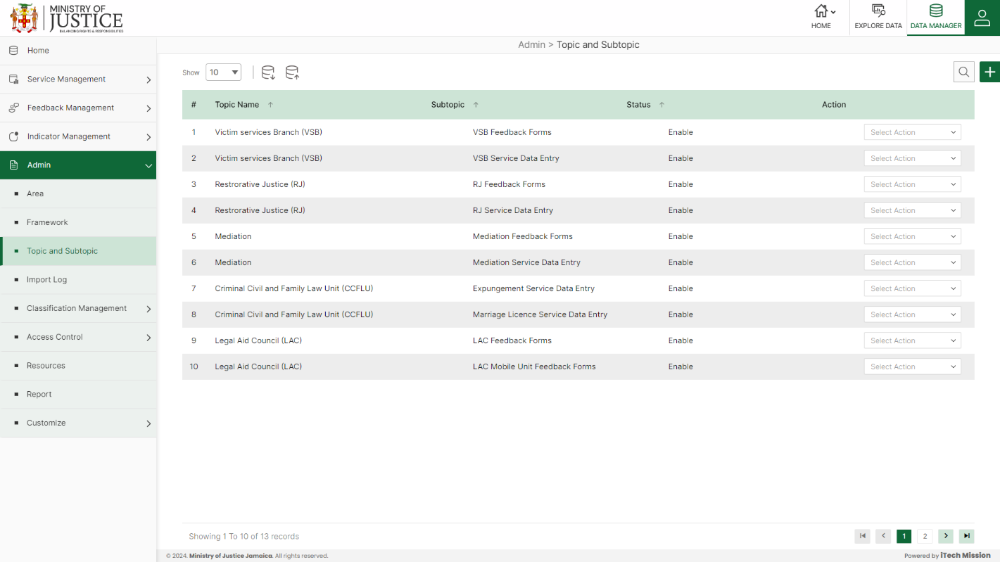 MINISTRY OF
JUSTICE
BALANCING RIGHTS & RESPONSIBILITIES
HOME
EXPLORE DATA
DATA MANAGER
Home
Service Management
Feedback Management
Indicator Management
Admin
Area
Framework
Topic and Subtopic
Import Log
Classification Management
Access Control
Resources
Report
Customize
Admin > Topic and Subtopic
Show 10
# Topic Name Subtopic Status Action
1 Victim services Branch (VSB) VSB Feedback Forms Enable Select Action
2 Victim services Branch (VSB) VSB Service Data Entry Enable Select Action
3 Restrorative Justice (RJ) RJ Feedback Forms Enable Select Action
4 Restrorative Justice (RJ) RJ Service Data Entry Enable Select Action
5 Mediation Mediation Feedback Forms Enable Select Action
6 Mediation Mediation Service Data Entry Enable Select Action
7 Criminal Civil and Family Law Unit (CCFLU) Expungement Service Data Entry Enable Select Action
8 Criminal Civil and Family Law Unit (CCFLU) Marriage Licence Service Data Entry Enable Select Action
9 Legal Aid Council (LAC) LAC Feedback Forms Enable Select Action
10 Legal Aid Council (LAC) LAC Mobile Unit Feedback Forms Enable Select Action
Showing 1 To 10 of 13 records
1 2
© 2024. Ministry of Justice Jamaica. All rights reserved.
Powered by iTech Mission